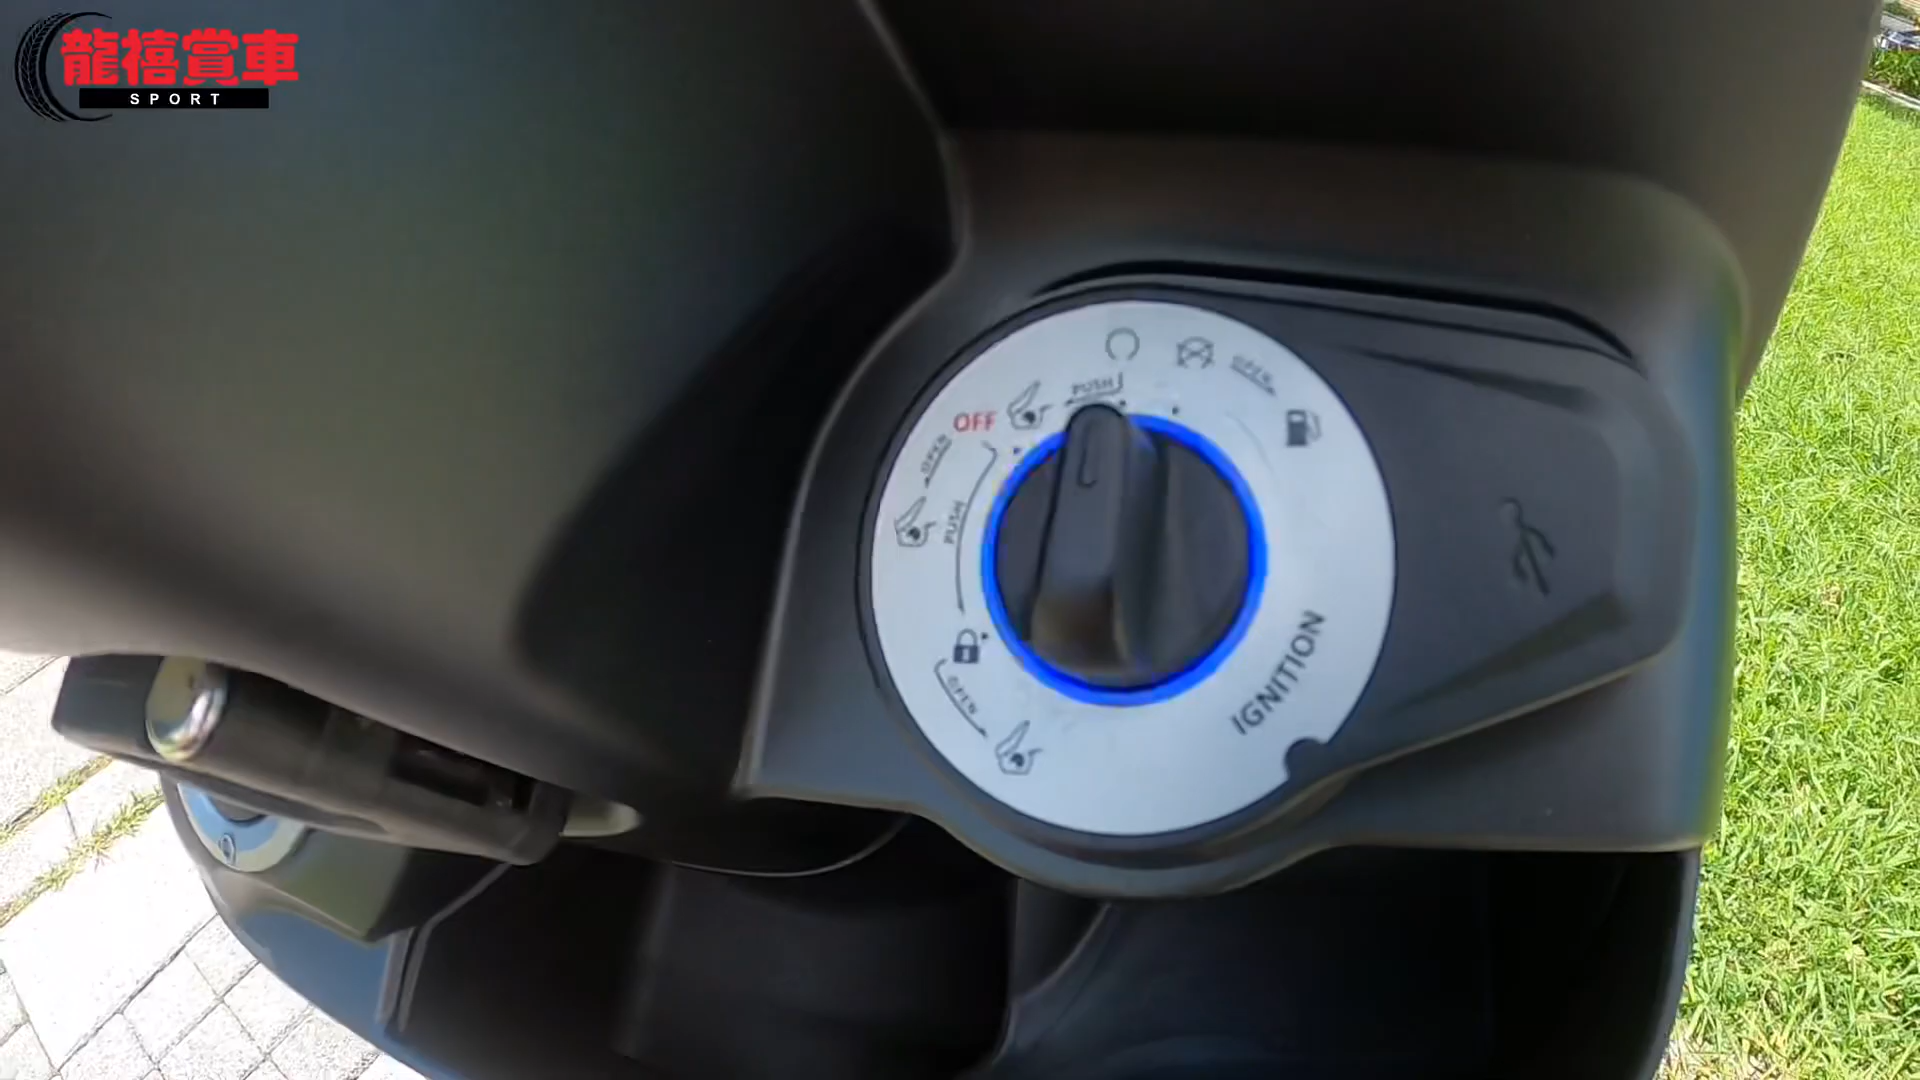 龍禧賞車
SPORT
OPEN
PUSH
OFF
OPEN
PUSH
OPEN
IGNITION